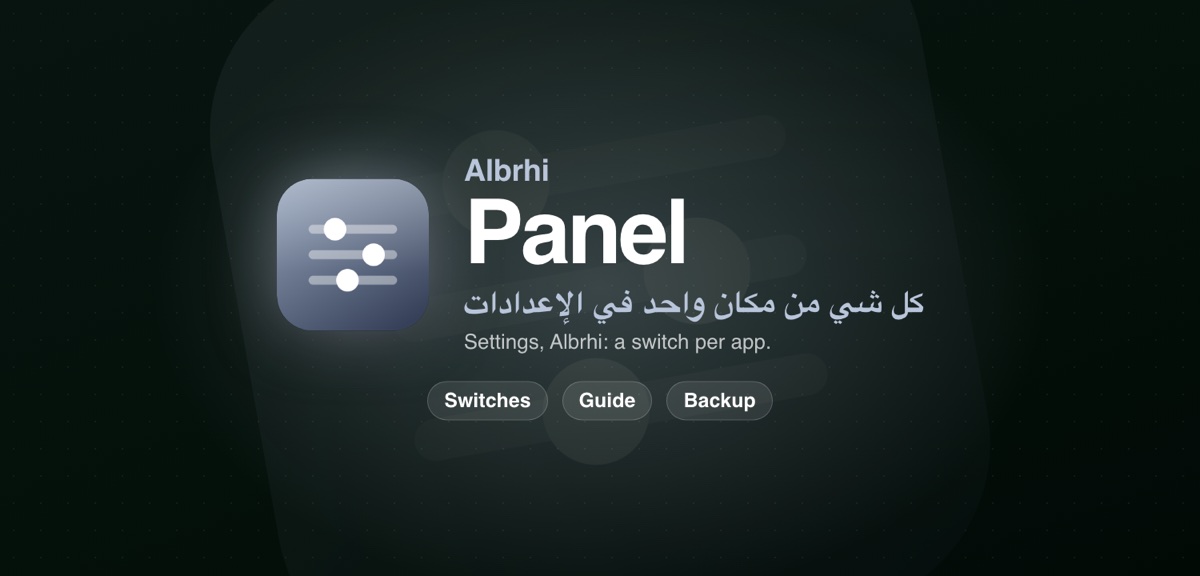 Albrhi
Panel
كل شي من مكان واحد في الإعدادات
Settings, Albrhi: a switch per app.
Switches Guide Backup